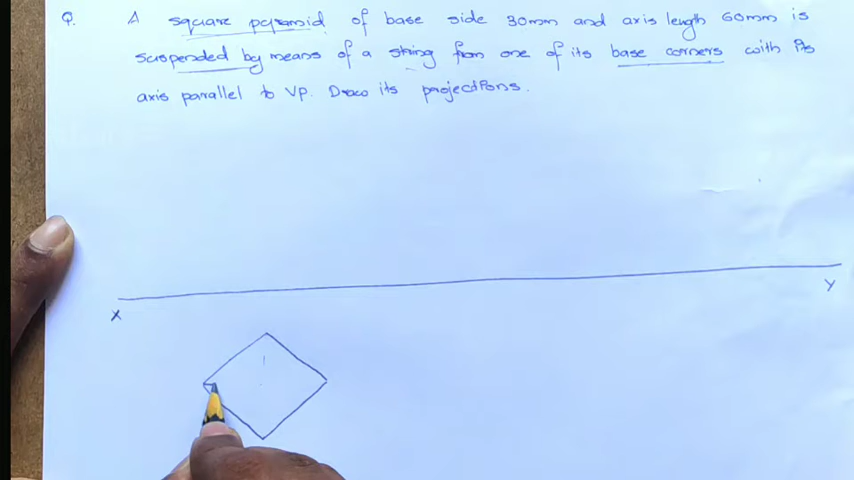 Q. A square pyramid of base side 30mm and axis length 60mm is
suspended by means of a string from one of its base corners with its
axis parallel to VP. Draw its projections.
X
Y